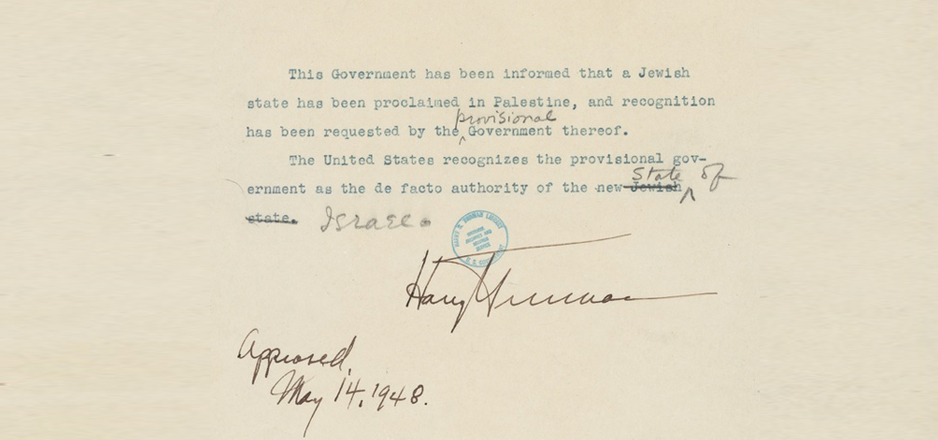 This Government has been informed that a Jewish
state has been proclaimed in Palestine, and recognition
provisional
has been requested by the Government thereof.
The United States recognizes the provisional gov-
State of
ernment as the de facto authority of the new Jewish
state. Israel.
Harry Truman
Approved,
May 14, 1948.